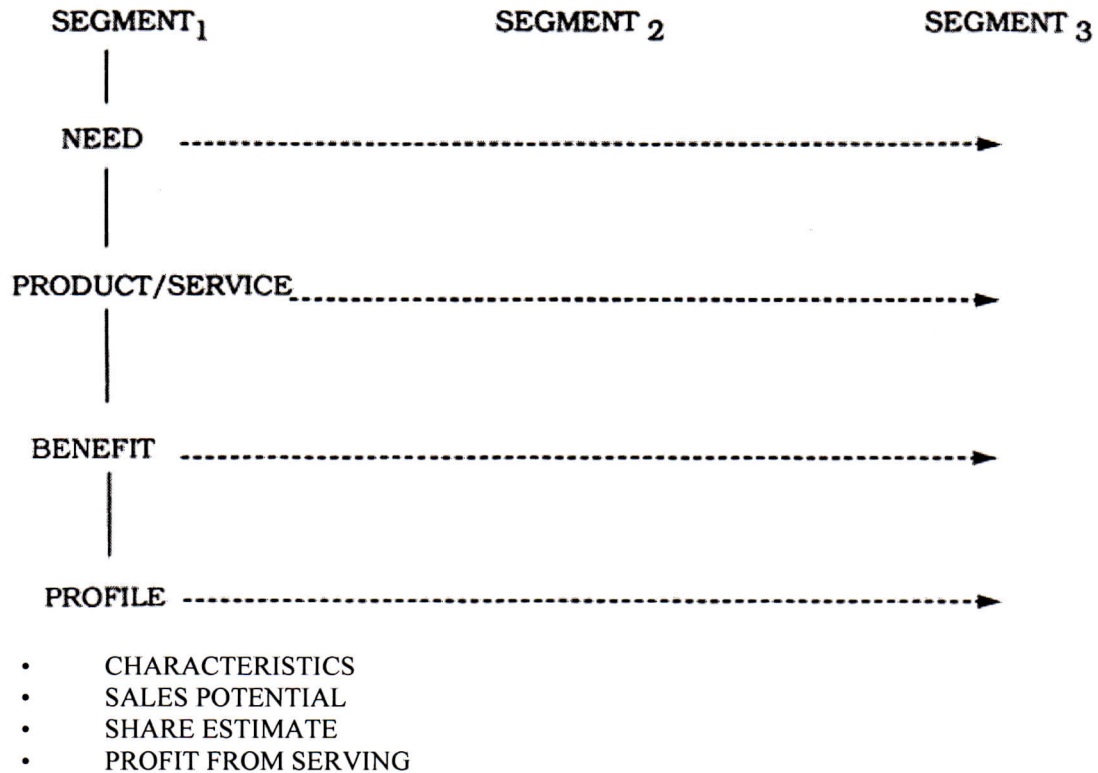 SEGMENT1 SEGMENT 2 SEGMENT 3
NEED
PRODUCT/SERVICE
BENEFIT
PROFILE
• CHARACTERISTICS
• SALES POTENTIAL
• SHARE ESTIMATE
• PROFIT FROM SERVING